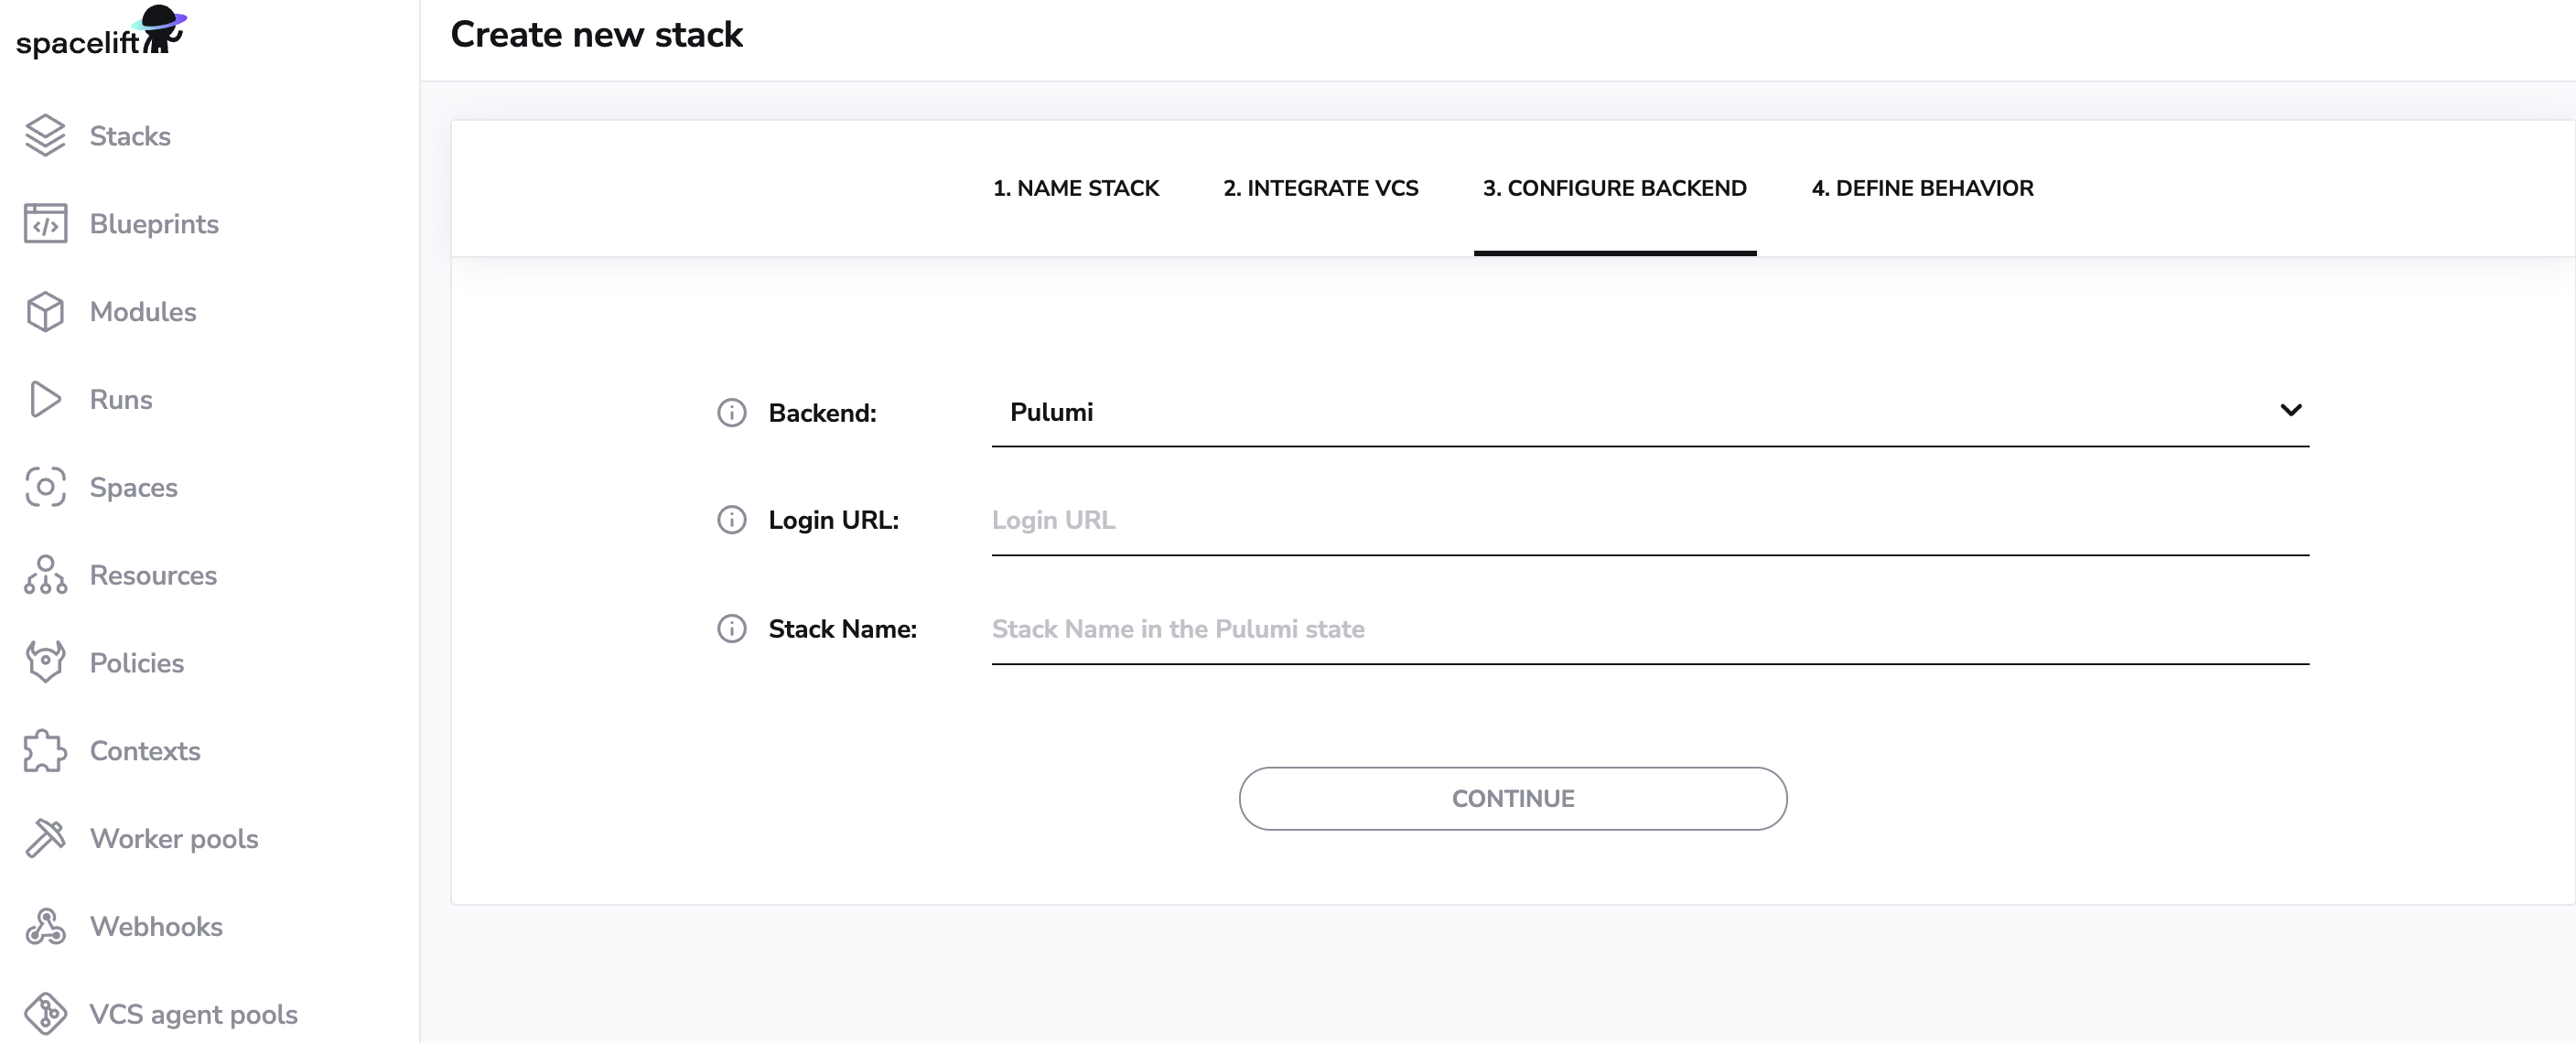 spacelift
Create new stack
Stacks
Blueprints
Modules
Runs
Spaces
Resources
Policies
Contexts
Worker pools
Webhooks
VCS agent pools
1. NAME STACK
2. INTEGRATE VCS
3. CONFIGURE BACKEND
4. DEFINE BEHAVIOR
Backend: Pulumi
Login URL: Login URL
Stack Name: Stack Name in the Pulumi state
CONTINUE